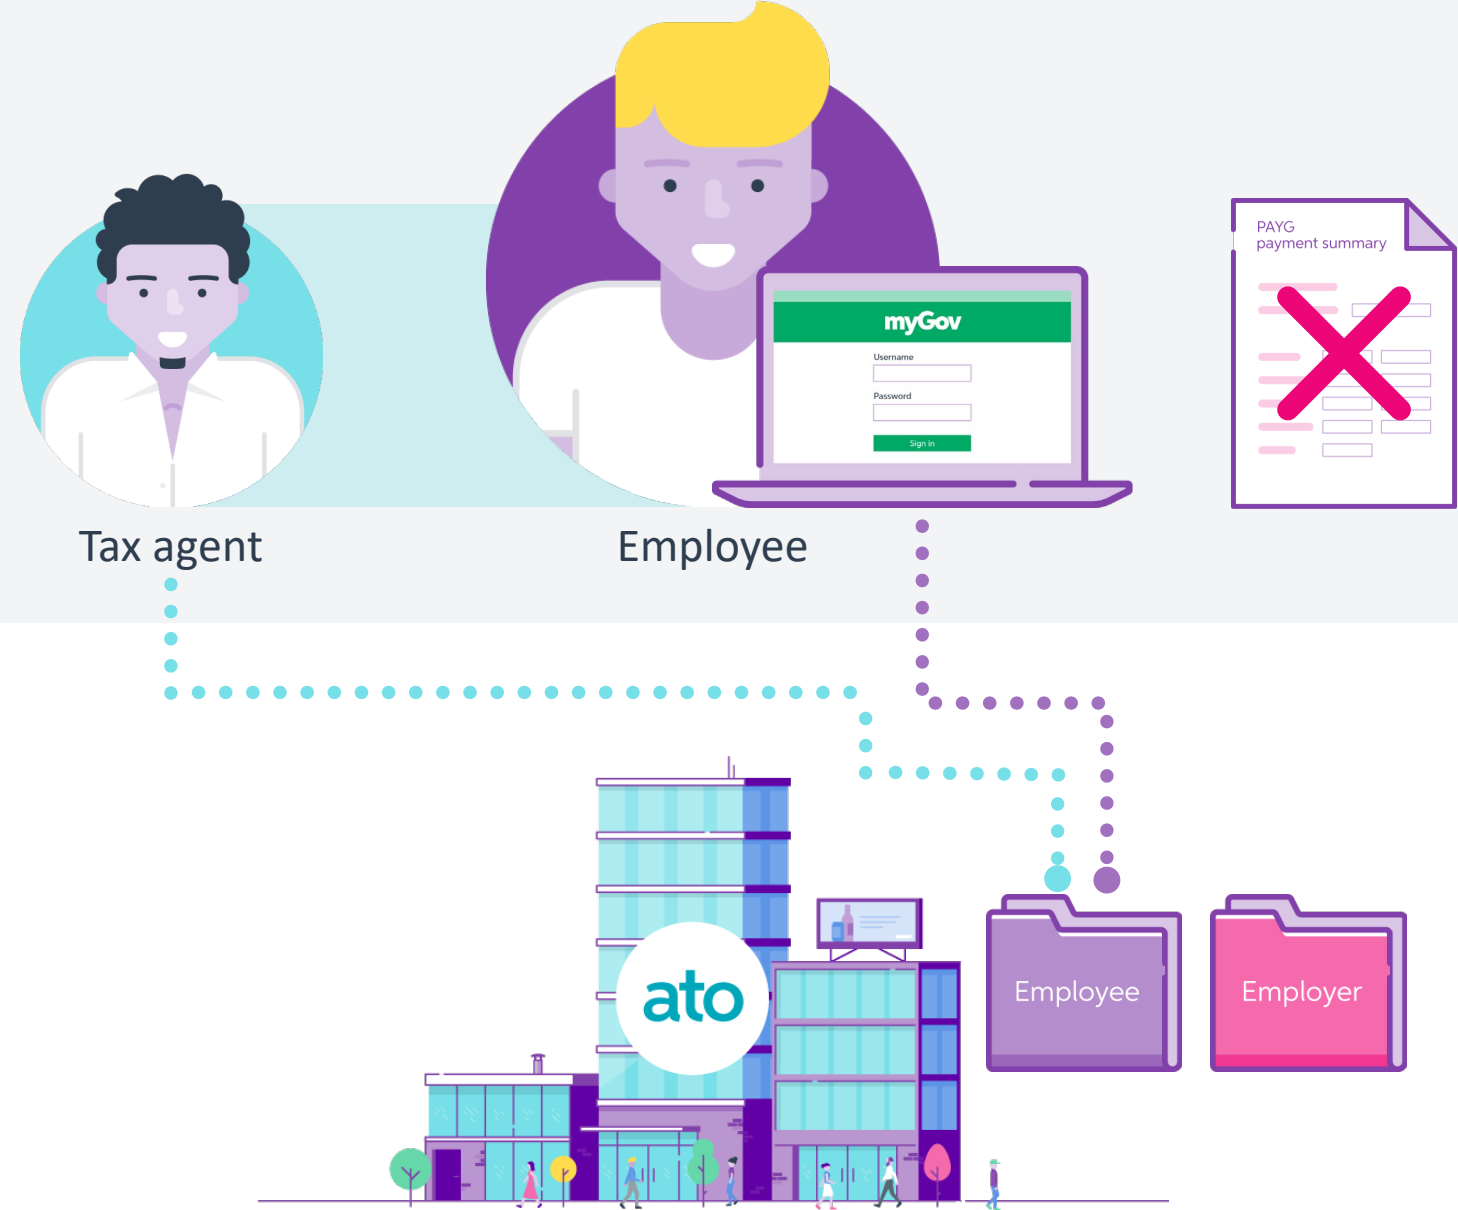 PAYG
payment summary
myGov
Username
Password
Sign in
Tax agent
Employee
ato
Employee
Employer